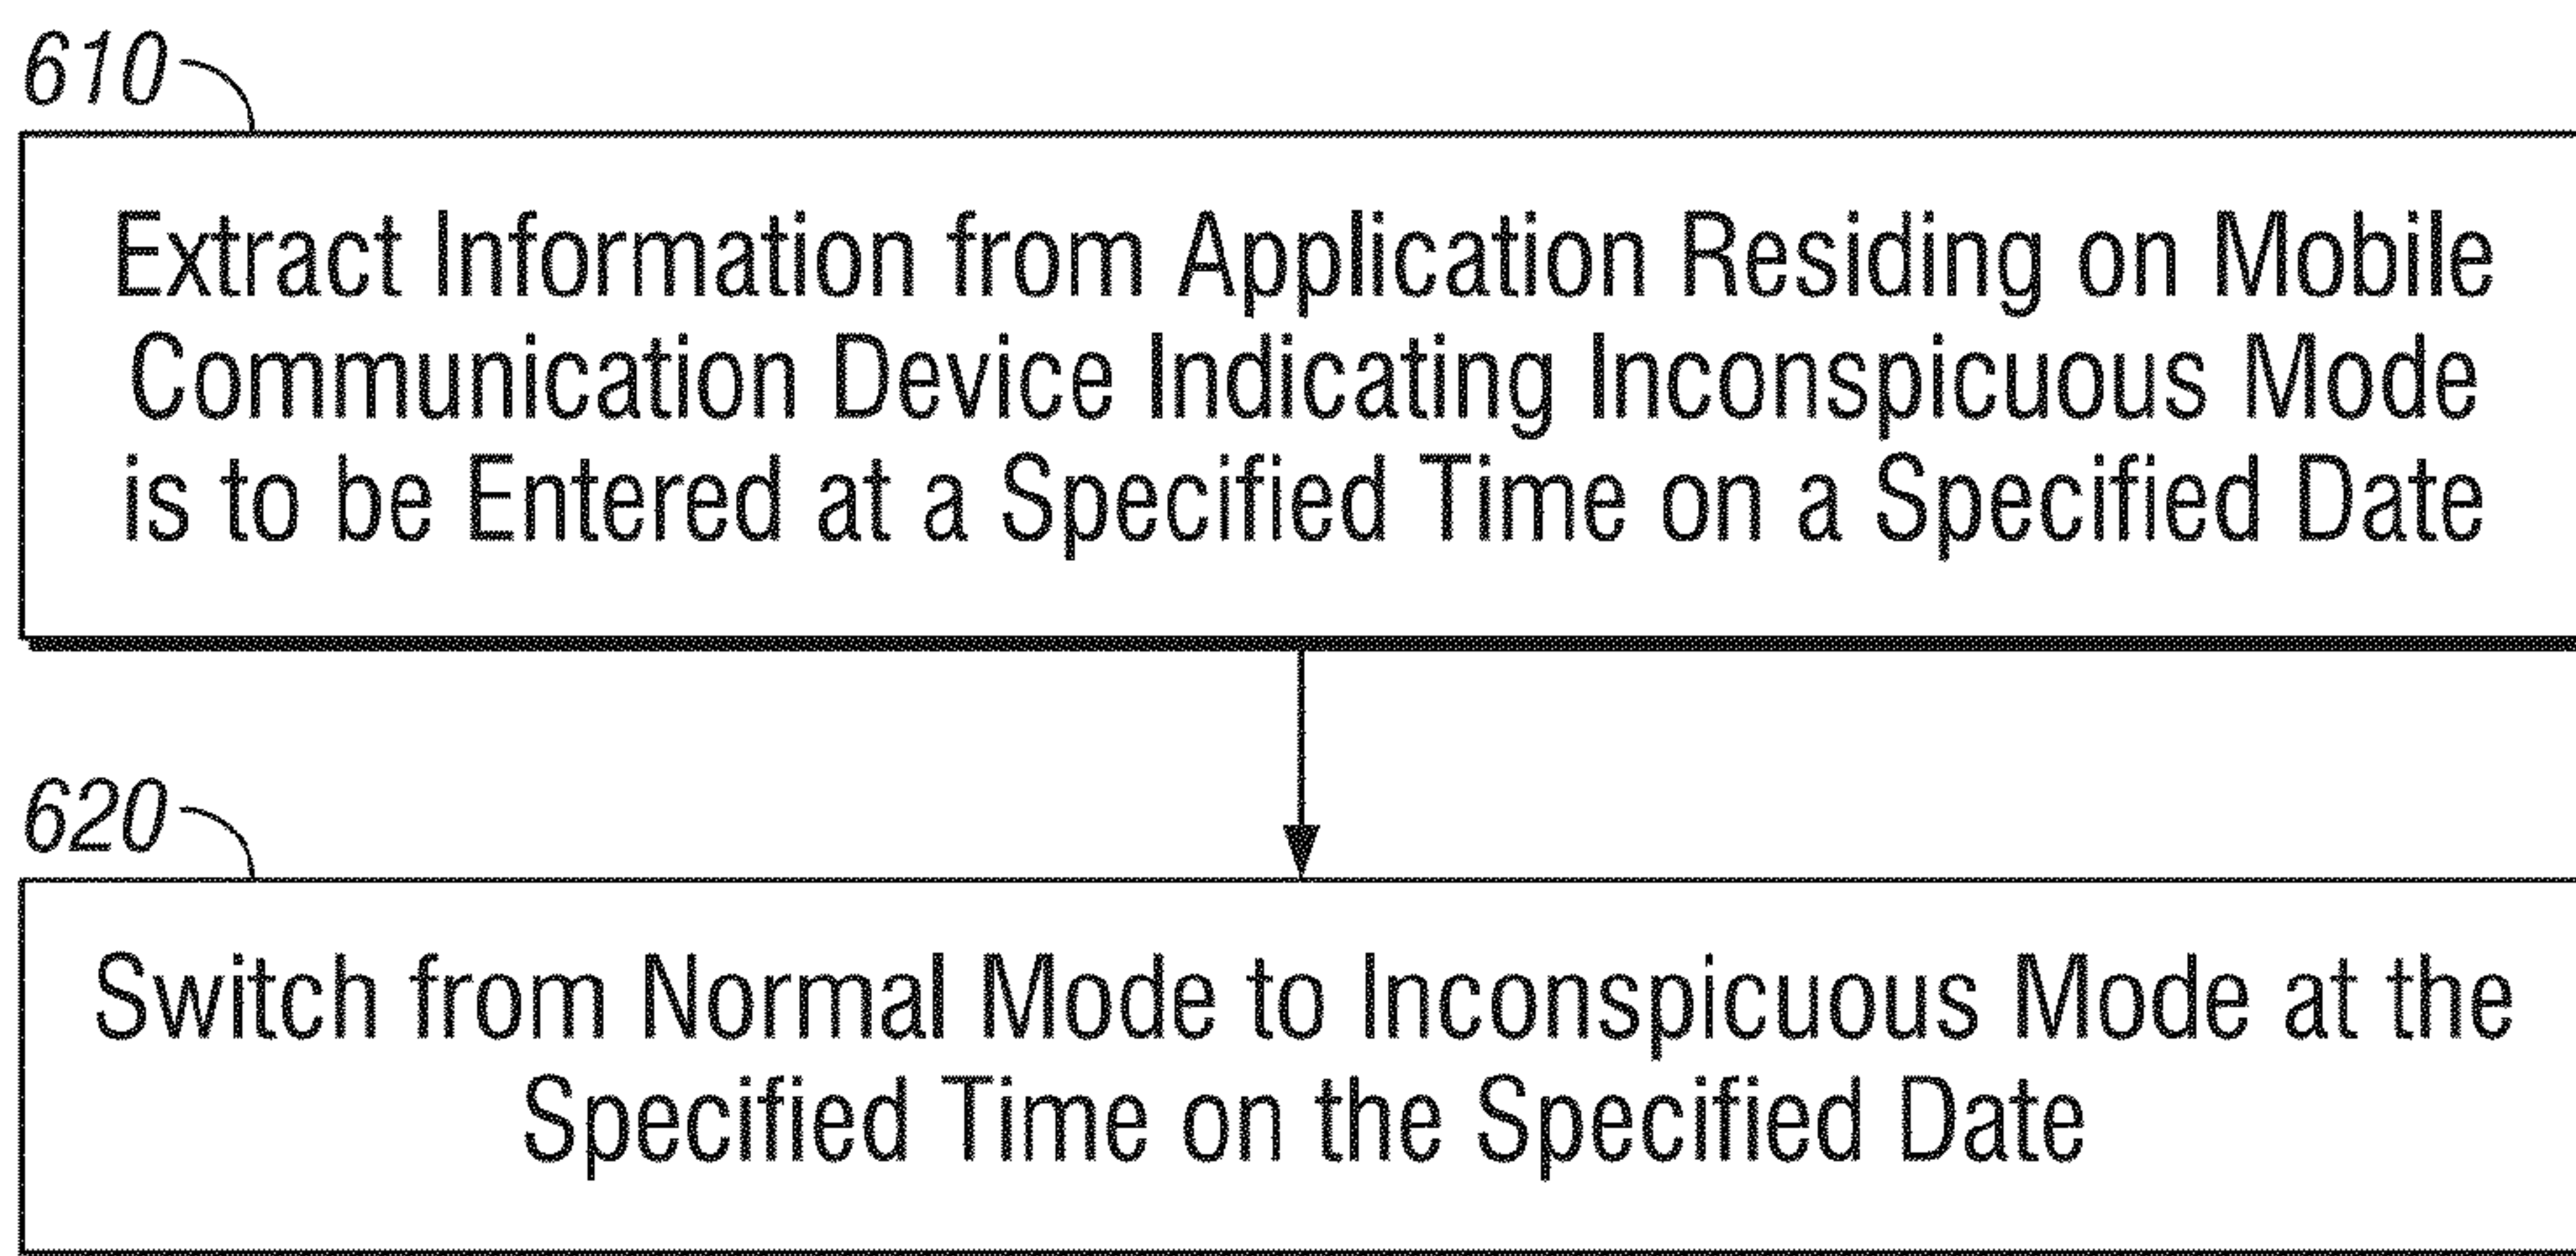 610
Extract Information from Application Residing on Mobile
Communication Device Indicating Inconspicuous Mode
is to be Entered at a Specified Time on a Specified Date
620
Switch from Normal Mode to Inconspicuous Mode at the
Specified Time on the Specified Date